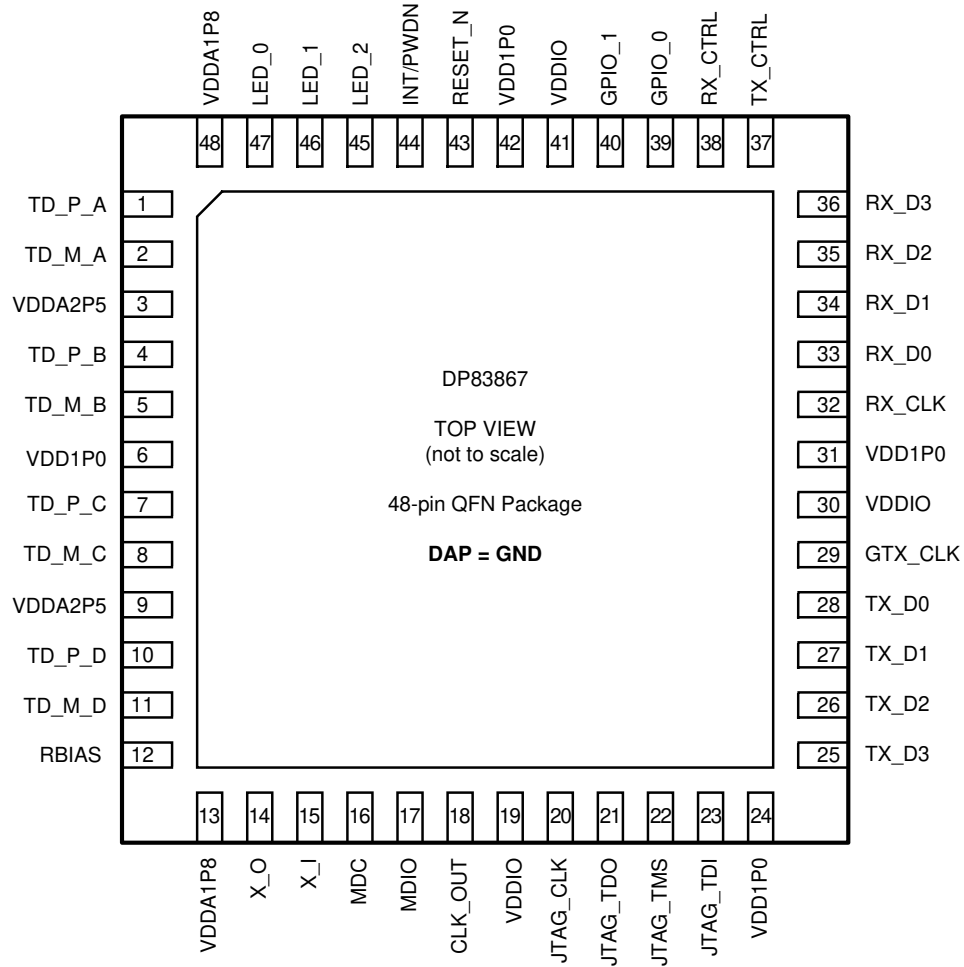 VDDA1P8
LED_0
LED_1
LED_2
INT/PWDN
RESET_N
VDD1P0
VDDIO
GPIO_1
GPIO_0
RX_CTRL
TX_CTRL
48
47
46
45
44
43
42
41
40
39
38
37
TD_P_A 1
TD_M_A 2
VDDA2P5 3
TD_P_B 4
TD_M_B 5
VDD1P0 6
TD_P_C 7
TD_M_C 8
VDDA2P5 9
TD_P_D 10
TD_M_D 11
RBIAS 12
DP83867
TOP VIEW
(not to scale)
48-pin QFN Package
DAP = GND
36 RX_D3
35 RX_D2
34 RX_D1
33 RX_D0
32 RX_CLK
31 VDD1P0
30 VDDIO
29 GTX_CLK
28 TX_D0
27 TX_D1
26 TX_D2
25 TX_D3
13
14
15
16
17
18
19
20
21
22
23
24
VDDA1P8
X_O
X_I
MDC
MDIO
CLK_OUT
VDDIO
JTAG_CLK
JTAG_TDO
JTAG_TMS
JTAG_TDI
VDD1P0